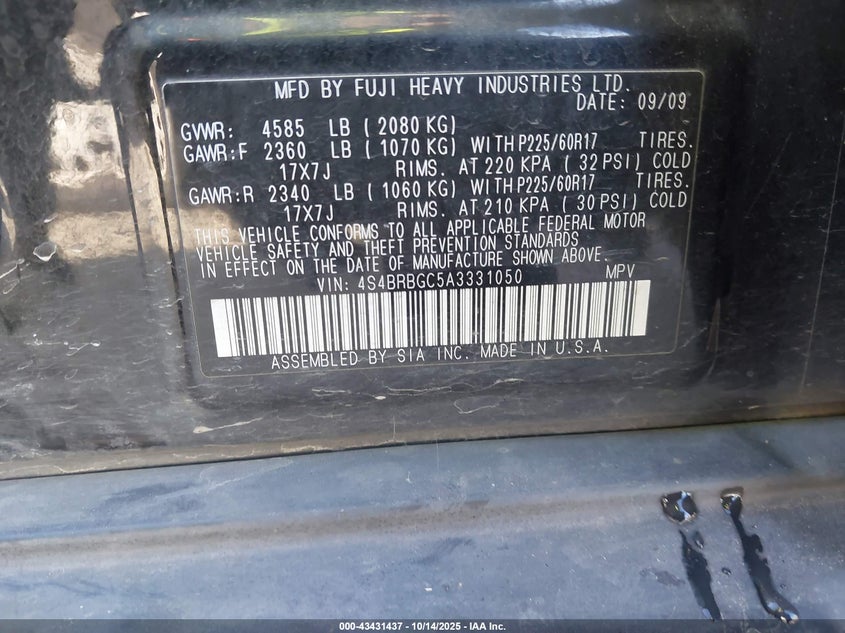 MFD BY FUJI HEAVY INDUSTRIES LTD.
DATE: 09/09
GVWR: 4585 LB ( 2080 KG)
GAWR:F 2360 LB ( 1070 KG) WITH P225/60R17 TIRES.
17X7J RIMS. AT 220 KPA ( 32 PSI) COLD
GAWR:R 2340 LB ( 1060 KG) WITH P225/60R17 TIRES.
17X7J RIMS. AT 210 KPA ( 30 PSI) COLD
THIS VEHICLE CONFORMS TO ALL APPLICABLE FEDERAL MOTOR
VEHICLE SAFETY AND THEFT PREVENTION STANDARDS
IN EFFECT ON THE DATE OF MANUFACTURE SHOWN ABOVE.
VIN: 4S4BRBGC5A3331050 MPV
ASSEMBLED BY SIA INC. MADE IN U.S.A.
000-43431437 - 10/14/2025 - IAA Inc.